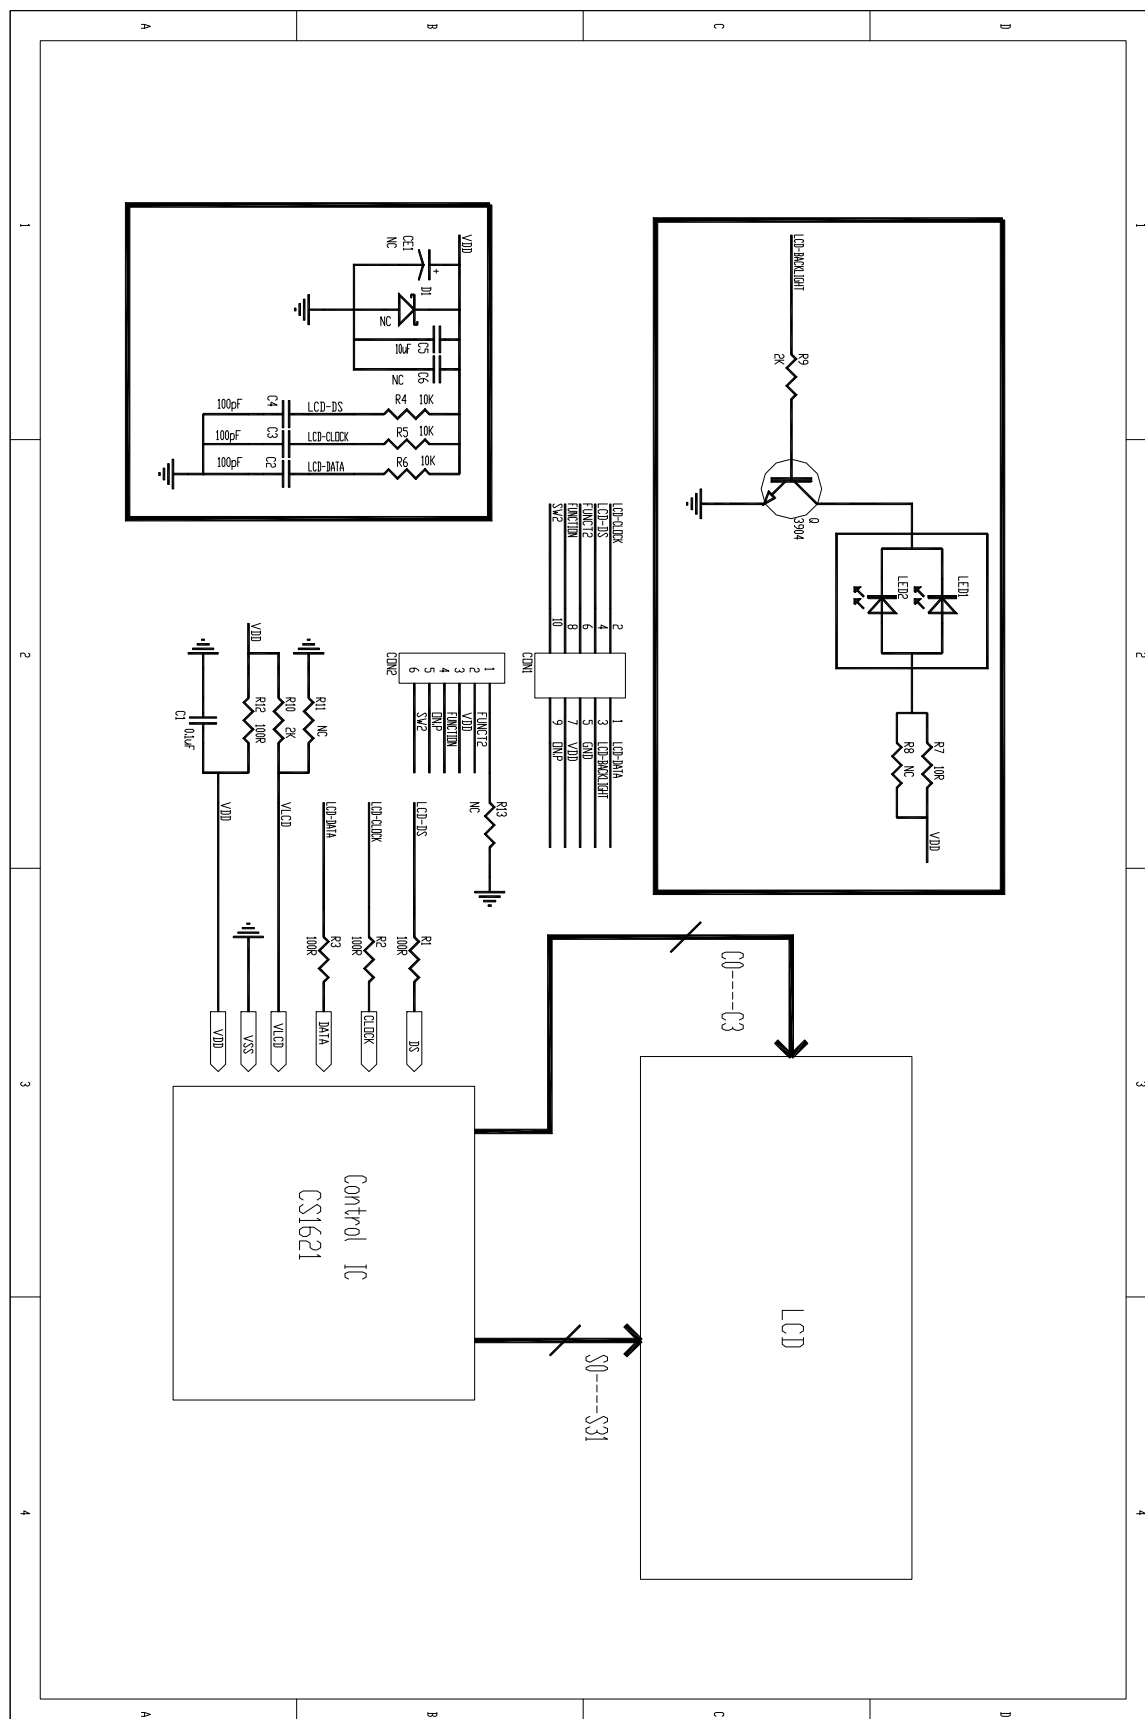 A
B
C
D
1
2
3
4
1
2
3
4
A
B
C
D
LCD-BACKLIGHT
R9
2K
Q
3904
LED1
LED2
R7 10R
R8 NC
VDD
VDD
CE1
NC
+
D1
NC
C5
10uF
C6
NC
R4 10K
R5 10K
R6 10K
LCD-DS
LCD-CLOCK
LCD-DATA
C4
100pF
C3
100pF
C2
100pF
LCD-CLOCK 2
LCD-DS 4
FUNCT2 6
FUNCTION 8
SW2 10
CON1
1 LCD-DATA
3 LCD-BACKLIGHT
5 GND
7 VDD
9 ON.P
CON2
1
2 FUNCT2
3 VDD
4 FUNCTION
5 ON.P
6 SW2
R13
NC
R11 NC
VDD
R10 2K
R12 100R
C1 0.1uF
VLCD
VDD
LCD-DS
R1
100R
DS
LCD-CLOCK
R2
100R
CLOCK
LCD-DATA
R3
100R
DATA
VLCD
VSS
VDD
C0----C3
S0-----S31
Control IC
CS1621
LCD